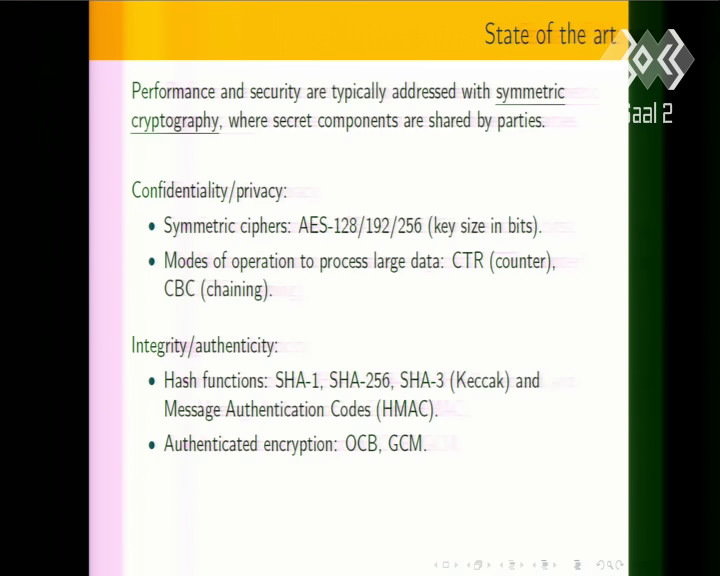 State of the art
Saal 2
Performance and security are typically addressed with symmetric
cryptography, where secret components are shared by parties.
Confidentiality/privacy:
• Symmetric ciphers: AES-128/192/256 (key size in bits).
• Modes of operation to process large data: CTR (counter),
CBC (chaining).
Integrity/authenticity:
• Hash functions: SHA-1, SHA-256, SHA-3 (Keccak) and
Message Authentication Codes (HMAC).
• Authenticated encryption: OCB, GCM.